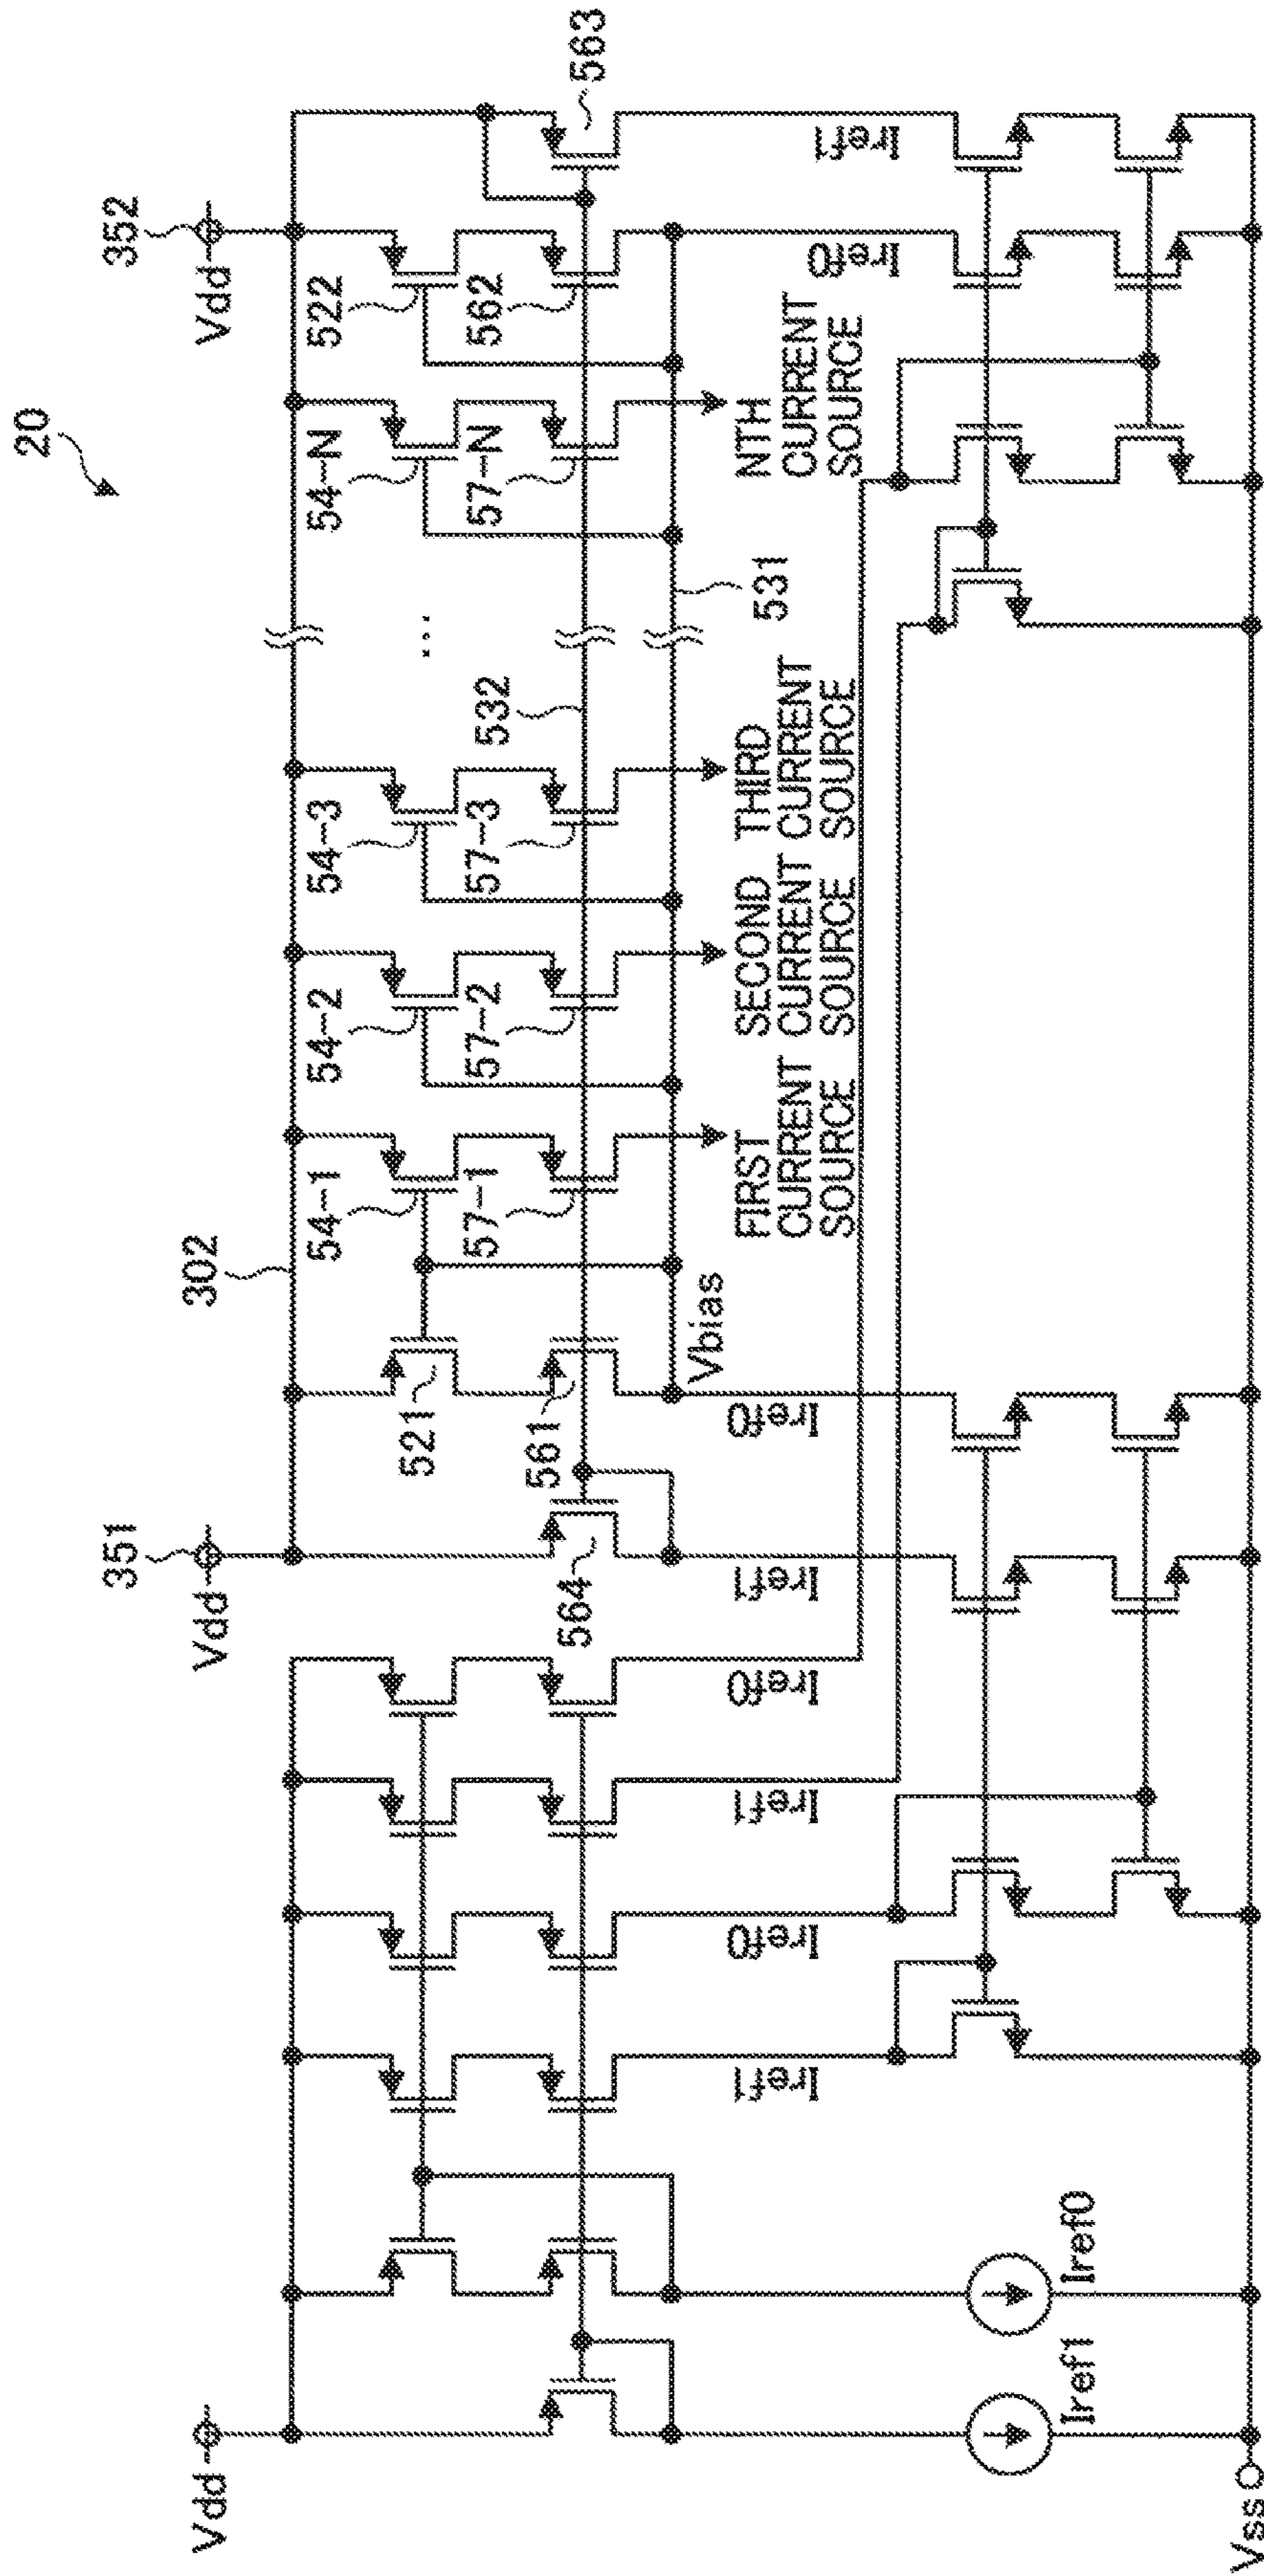 20
Vdd
Vdd
351
302
Vdd
352
521
564
561
54-1
57-1
54-2
57-2
54-3
57-3
532
...
54-N
57-N
522
562
563
531
Vbias
FIRST
CURRENT
SOURCE
SECOND
CURRENT
SOURCE
THIRD
CURRENT
SOURCE
NTH
CURRENT
SOURCE
Iref1
Iref0
Iref1
Iref0
Iref1
Iref0
Iref0
Iref1
Iref1
Iref0
Vss